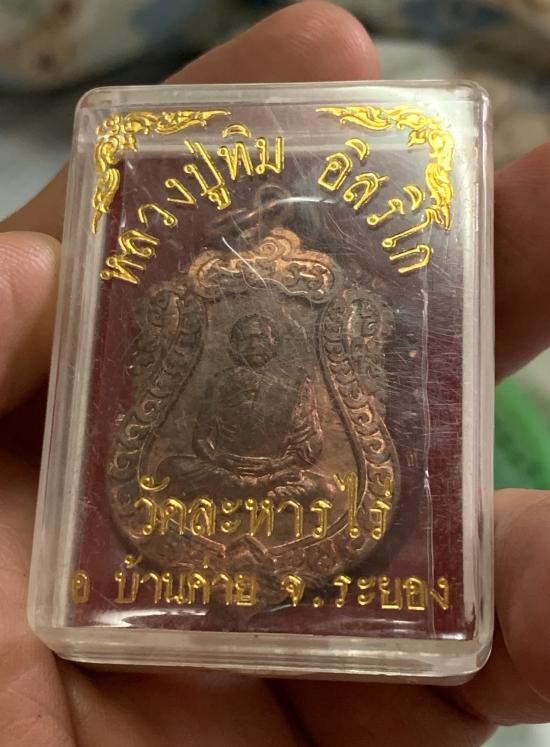 หลวงปู่ทิม อิสริโก
วัดละหารไร่
อ บ้านค่าย จ.ระยอง